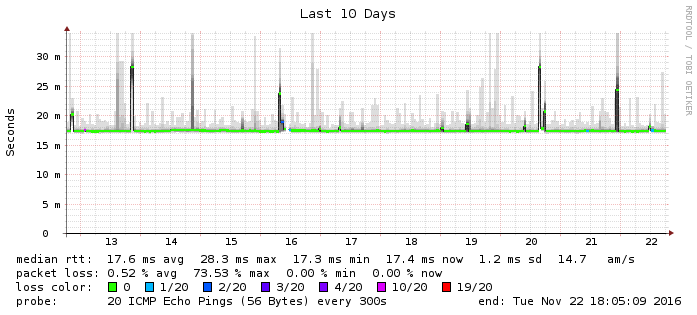 Last 10 Days
RRDTOOL / TOBI OETIKER
Seconds
30 m
25 m
20 m
15 m
10 m
5 m
0
13 14 15 16 17 18 19 20 21 22
median rtt: 17.6 ms avg 28.3 ms max 17.3 ms min 17.4 ms now 1.2 ms sd 14.7 am/s
packet loss: 0.52 % avg 73.53 % max 0.00 % min 0.00 % now
loss color: 0 1/20 2/20 3/20 4/20 10/20 19/20
probe: 20 ICMP Echo Pings (56 Bytes) every 300s end: Tue Nov 22 18:05:09 2016